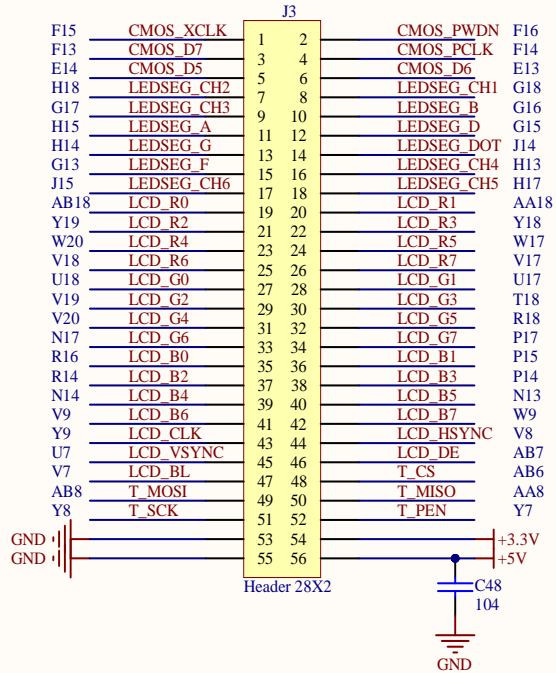 J3
F15 CMOS_XCLK 1 2 CMOS_PWDN F16
F13 CMOS_D7 3 4 CMOS_PCLK F14
E14 CMOS_D5 5 6 CMOS_D6 E13
H18 LEDSEG_CH2 7 8 LEDSEG_CH1 G18
G17 LEDSEG_CH3 9 10 LEDSEG_B G16
H15 LEDSEG_A 11 12 LEDSEG_D G15
H14 LEDSEG_G 13 14 LEDSEG_DOT J14
G13 LEDSEG_F 15 16 LEDSEG_CH4 H13
J15 LEDSEG_CH6 17 18 LEDSEG_CH5 H17
AB18 LCD_R0 19 20 LCD_R1 AA18
Y19 LCD_R2 21 22 LCD_R3 Y18
W20 LCD_R4 23 24 LCD_R5 W17
V18 LCD_R6 25 26 LCD_R7 V17
U18 LCD_G0 27 28 LCD_G1 U17
V19 LCD_G2 29 30 LCD_G3 T18
V20 LCD_G4 31 32 LCD_G5 R18
N17 LCD_G6 33 34 LCD_G7 P17
R16 LCD_B0 35 36 LCD_B1 P15
R14 LCD_B2 37 38 LCD_B3 P14
N14 LCD_B4 39 40 LCD_B5 N13
V9 LCD_B6 41 42 LCD_B7 W9
Y9 LCD_CLK 43 44 LCD_HSYNC V8
U7 LCD_VSYNC 45 46 LCD_DE AB7
V7 LCD_BL 47 48 T_CS AB6
AB8 T_MOSI 49 50 T_MISO AA8
Y8 T_SCK 51 52 T_PEN Y7
GND 53 54 +3.3V
GND 55 56 +5V
Header 28X2
C48
104
GND